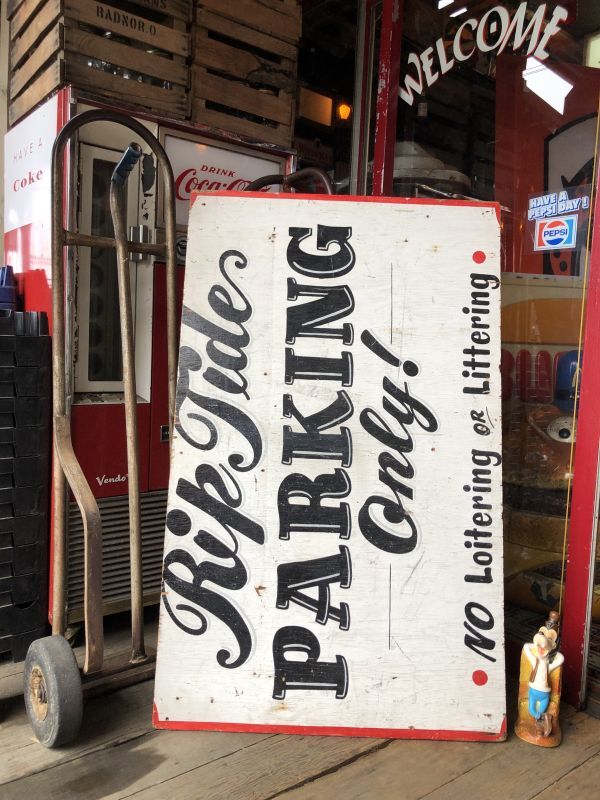 RADNOR.O.
WELCOME
HAVE A
Coke
DRINK
Coca-Co
HAVE A
PEPSI DAY!
PEPSI
Rip Tide
PARKING
Only!
NO Loitering OR Littering
Vendo